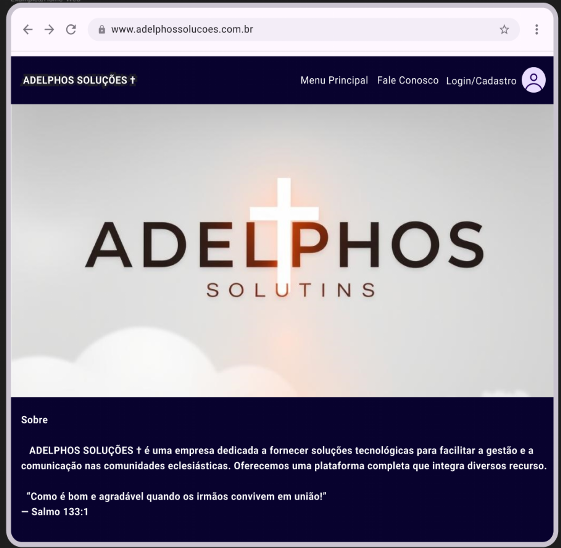 www.adelphossolucoes.com.br
ADELPHOS SOLUÇÕES ✝
Menu Principal Fale Conosco Login/Cadastro
ADELPHOS
SOLUTINS
Sobre
ADELPHOS SOLUÇÕES ✝ é uma empresa dedicada a fornecer soluções tecnológicas para facilitar a gestão e a
comunicação nas comunidades eclesiásticas. Oferecemos uma plataforma completa que integra diversos recurso.
"Como é bom e agradável quando os irmãos convivem em união!"
— Salmo 133:1